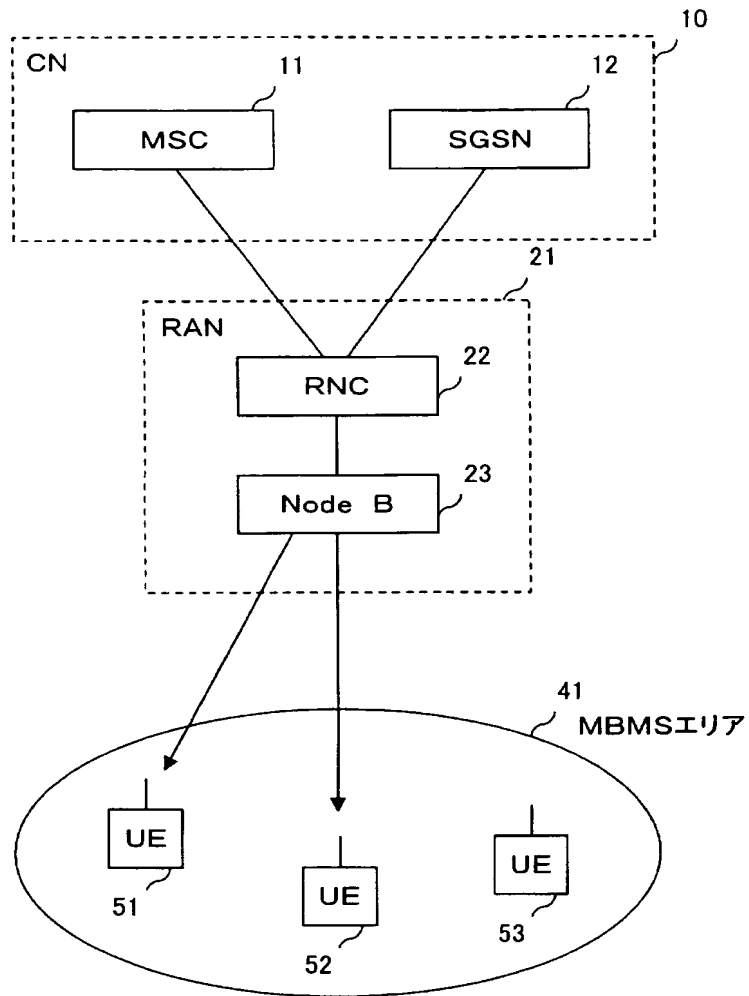 10
CN
11
12
MSC
SGSN
21
RAN
22
RNC
23
Node B
41
MBMSエリア
UE
UE
UE
51
52
53